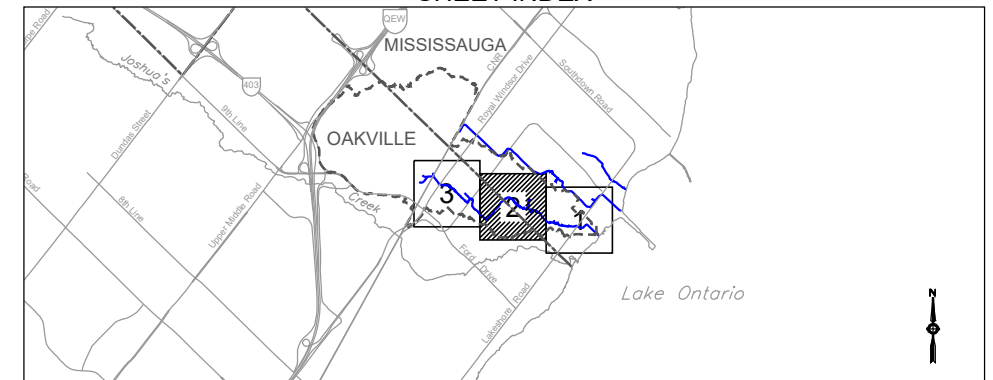 QEW
MISSISSAUGA
CNR
Royal Windsor Drive
Southdown Road
Joshua's
403
9th Line
Dundas Street
OAKVILLE
Road
8th Line
Upper Middle Road
Creek
3
2
1
Ford Drive
Lakeshore Road
Lake Ontario
N